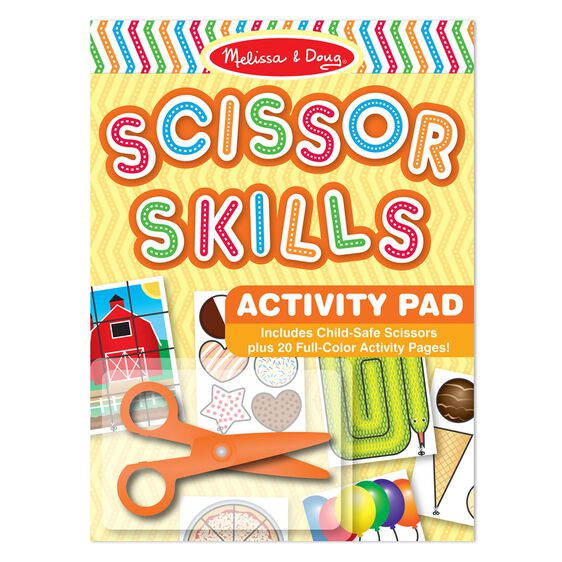 Melissa & Doug®
SCISSOR
SKILLS
ACTIVITY PAD
Includes Child-Safe Scissors
plus 20 Full-Color Activity Pages!